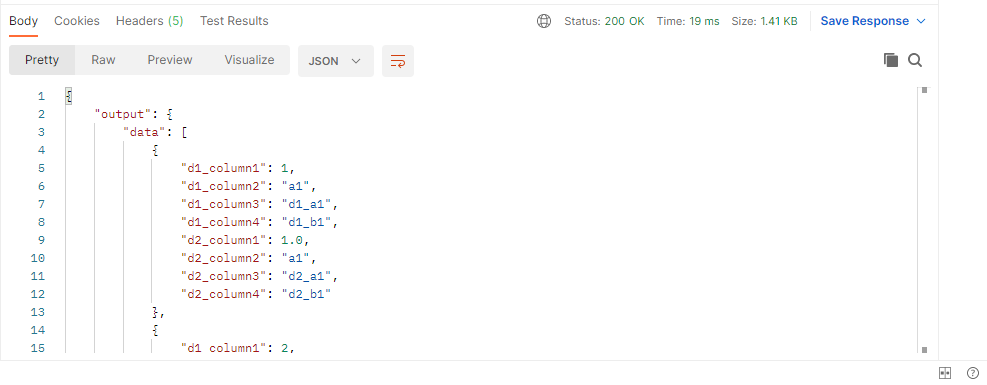 Body Cookies Headers (5) Test Results Status: 200 OK Time: 19 ms Size: 1.41 KB Save Response
Pretty Raw Preview Visualize JSON
1 {
2 "output": {
3 "data": [
4 {
5 "d1_column1": 1,
6 "d1_column2": "a1",
7 "d1_column3": "d1_a1",
8 "d1_column4": "d1_b1",
9 "d2_column1": 1.0,
10 "d2_column2": "a1",
11 "d2_column3": "d2_a1",
12 "d2_column4": "d2_b1"
13 },
14 {
15 "d1_column1": 2,